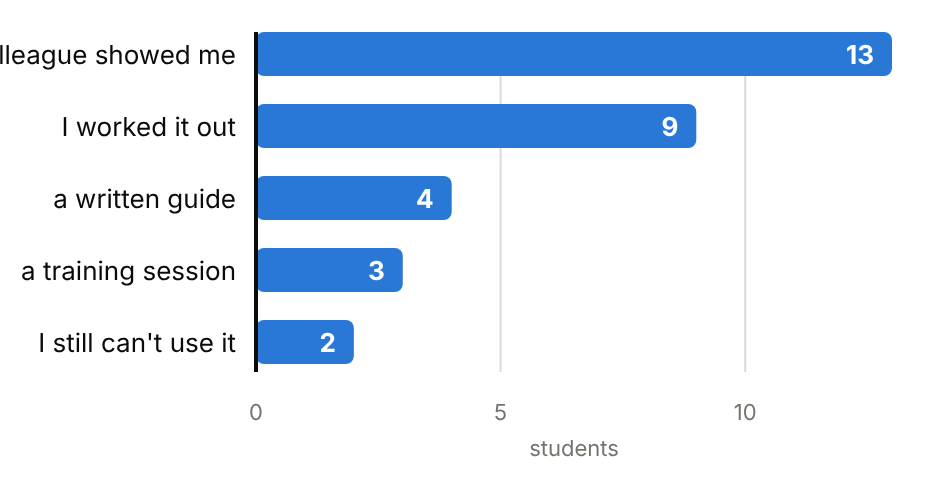 lleague showed me
13
I worked it out
9
a written guide
4
a training session
3
I still can't use it
2
0 5 10
students